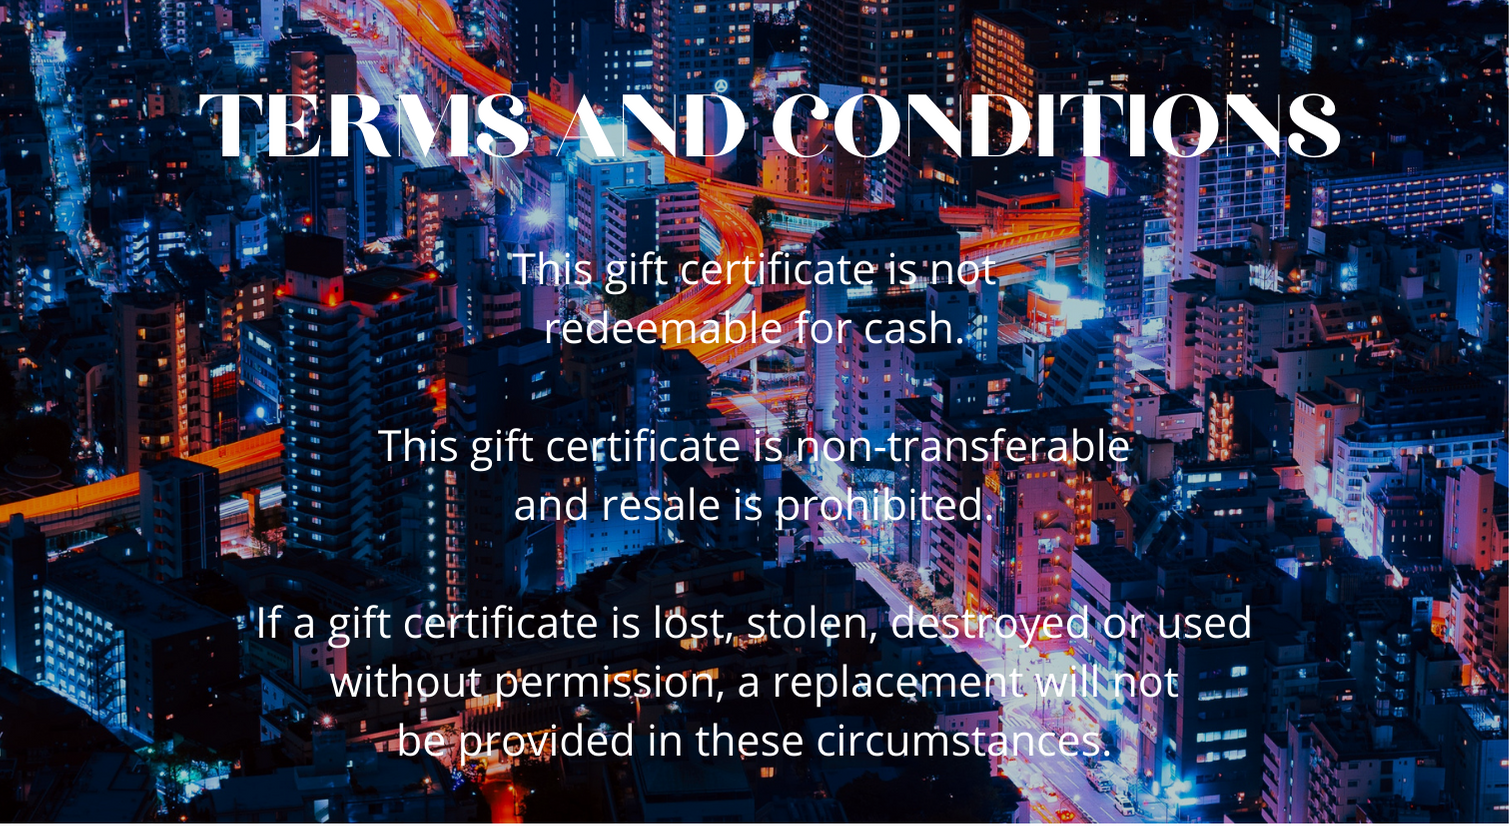 TERMS AND CONDITIONS
This gift certificate is not
redeemable for cash.
This gift certificate is non-transferable
and resale is prohibited.
If a gift certificate is lost, stolen, destroyed or used
without permission, a replacement will not
be provided in these circumstances.